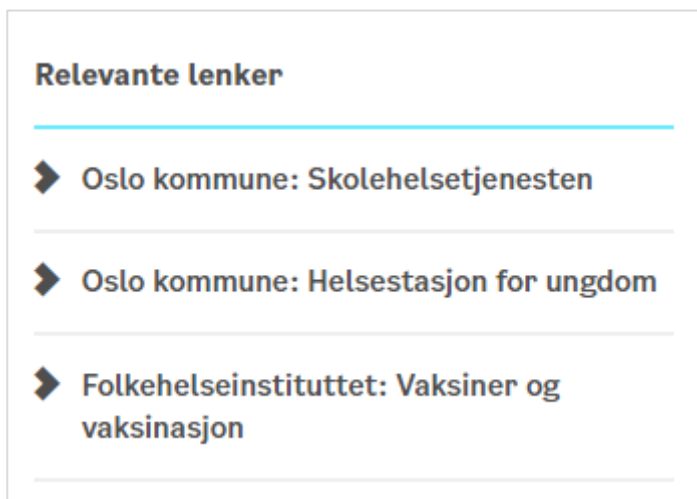 Relevante lenker
Oslo kommune: Skolehelsetjenesten
Oslo kommune: Helsestasjon for ungdom
Folkehelseinstituttet: Vaksiner og
vaksinasjon